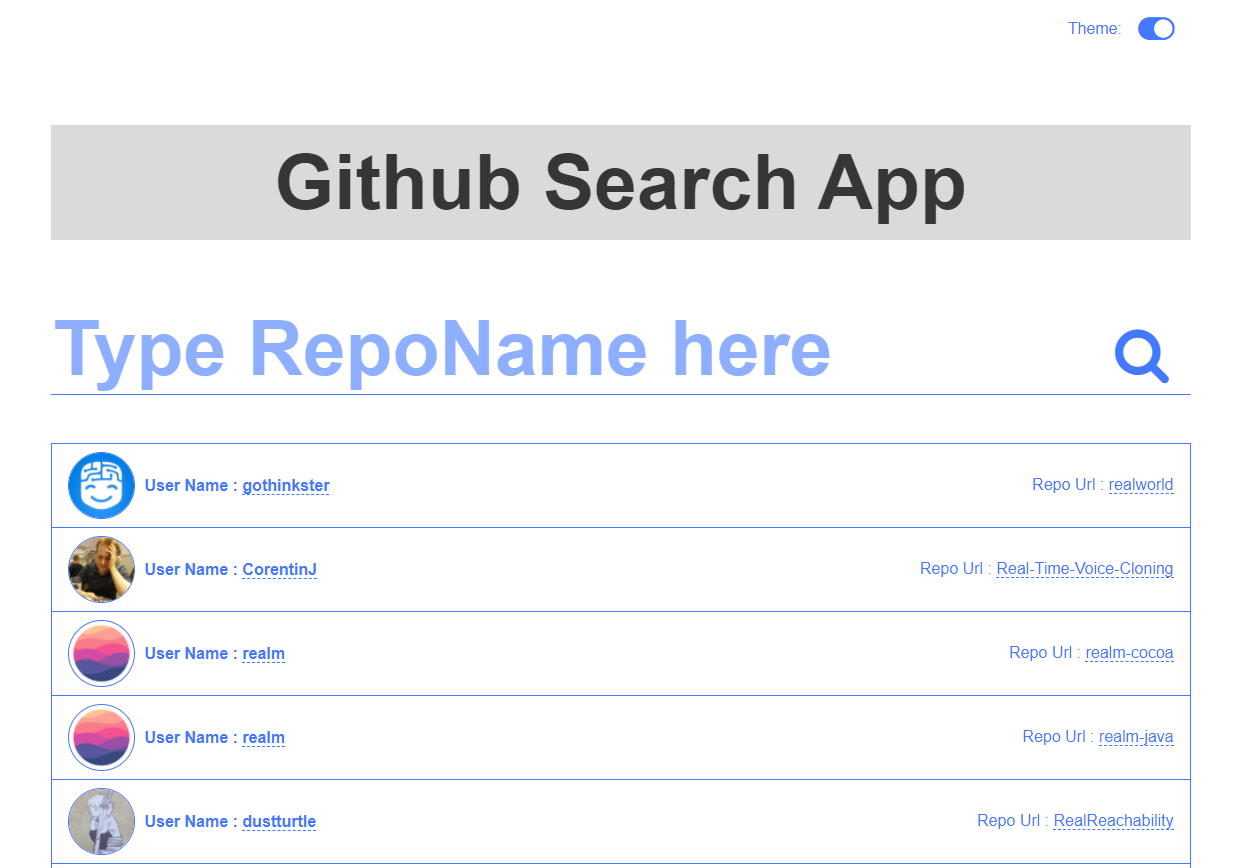 Theme:
Github Search App
Type RepoName here
User Name : gothinkster Repo Url : realworld
User Name : CorentinJ Repo Url : Real-Time-Voice-Cloning
User Name : realm Repo Url : realm-cocoa
User Name : realm Repo Url : realm-java
User Name : dustturtle Repo Url : RealReachability